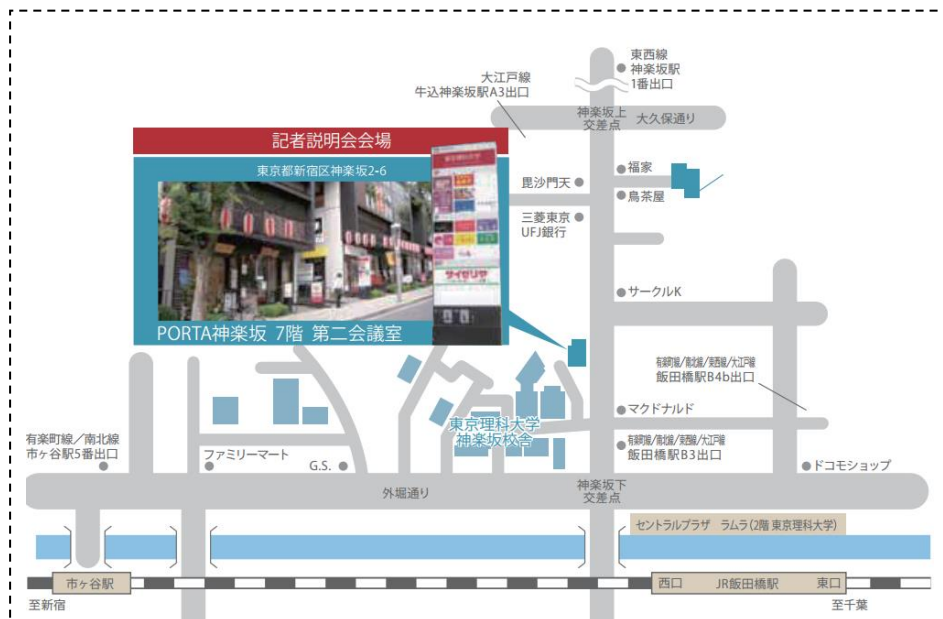 東西線
神楽坂駅
1番出口
大江戸線
牛込神楽坂駅A3出口
神楽坂上
交差点
大久保通り
記者説明会会場
東京都新宿区神楽坂2-6
サイゼリヤ
PORTA神楽坂 7階 第二会議室
福家
毘沙門天
鳥茶屋
三菱東京
UFJ銀行
サークルK
有楽町線/南北線/東西線/大江戸線
飯田橋駅B4b出口
マクドナルド
東京理科大学
神楽坂校舎
有楽町線/南北線/東西線/大江戸線
飯田橋駅B3出口
有楽町線/南北線
市ヶ谷駅5番出口
ファミリーマート
G.S.
ドコモショップ
外堀通り
神楽坂下
交差点
セントラルプラザ ラムラ(2階 東京理科大学)
市ヶ谷駅
西口
JR飯田橋駅
東口
至新宿
至千葉